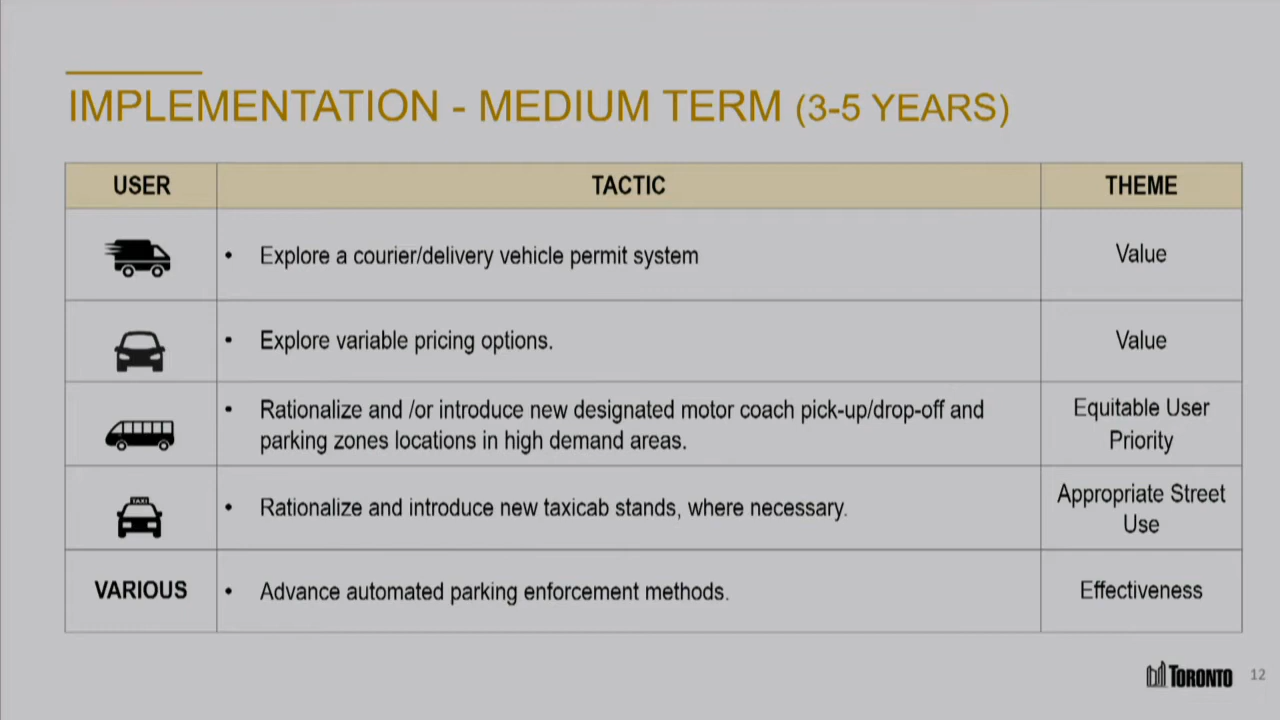 IMPLEMENTATION - MEDIUM TERM (3-5 YEARS)
USER TACTIC THEME
• Explore a courier/delivery vehicle permit system Value
• Explore variable pricing options. Value
• Rationalize and /or introduce new designated motor coach pick-up/drop-off and
parking zones locations in high demand areas.
Equitable User
Priority
TAXI
• Rationalize and introduce new taxicab stands, where necessary.
Appropriate Street
Use
VARIOUS • Advance automated parking enforcement methods. Effectiveness
TORONTO 12